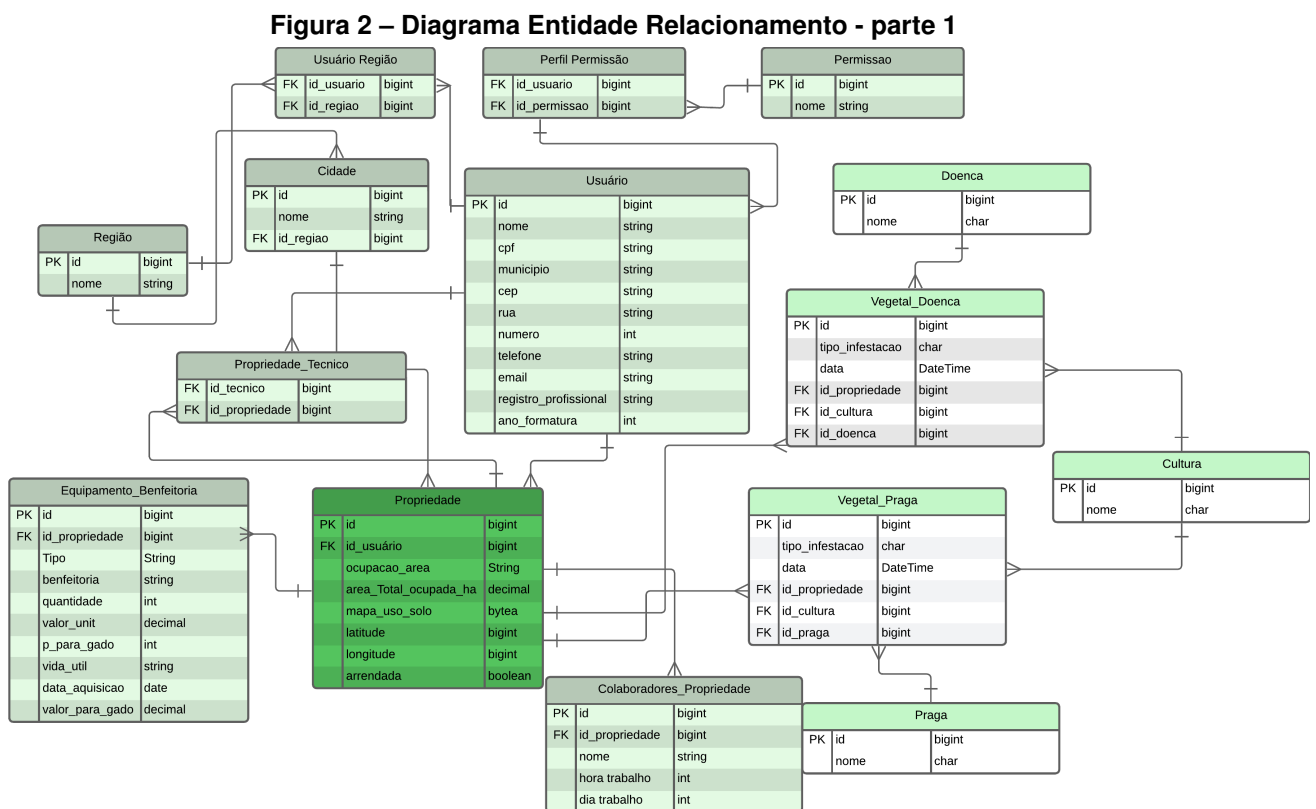 Figura 2 – Diagrama Entidade Relacionamento - parte 1
Usuário Região
FK id_usuario bigint
FK id_regiao bigint
Perfil Permissão
FK id_usuario bigint
FK id_permissao bigint
Permissao
PK id bigint
nome string
Cidade
PK id bigint
nome string
FK id_regiao bigint
Usuário
PK id bigint
nome string
cpf string
municipio string
cep string
rua string
numero int
telefone string
email string
registro_profissional string
ano_formatura int
Doenca
PK id bigint
nome char
Região
PK id bigint
nome string
Vegetal_Doenca
PK id bigint
tipo_infestacao char
data DateTime
FK id_propriedade bigint
FK id_cultura bigint
FK id_doenca bigint
Propriedade_Tecnico
FK id_tecnico bigint
FK id_propriedade bigint
Cultura
PK id bigint
nome char
Equipamento_Benfeitoria
PK id bigint
FK id_propriedade bigint
Tipo String
benfeitoria string
quantidade int
valor_unit decimal
p_para_gado int
vida_util string
data_aquisicao date
valor_para_gado decimal
Propriedade
PK id bigint
FK id_usuário bigint
ocupacao_area String
area_Total_ocupada_ha decimal
mapa_uso_solo bytea
latitude bigint
longitude bigint
arrendada boolean
Vegetal_Praga
PK id bigint
tipo_infestacao char
data DateTime
FK id_propriedade bigint
FK id_cultura bigint
FK id_praga bigint
Colaboradores_Propriedade
PK id bigint
FK id_propriedade bigint
nome string
hora trabalho int
dia trabalho int
Praga
PK id bigint
nome char